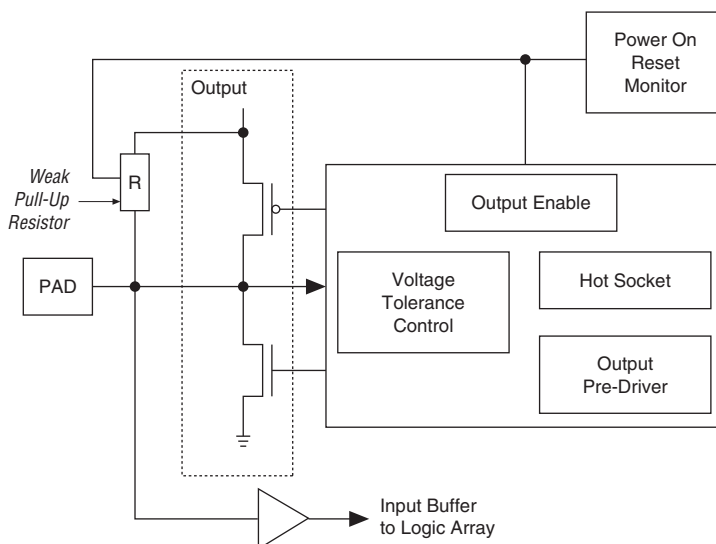 Power On
Reset
Monitor
Output
R
Weak
Pull-Up
Resistor
Output Enable
PAD
Voltage
Tolerance
Control
Hot Socket
Output
Pre-Driver
Input Buffer
to Logic Array